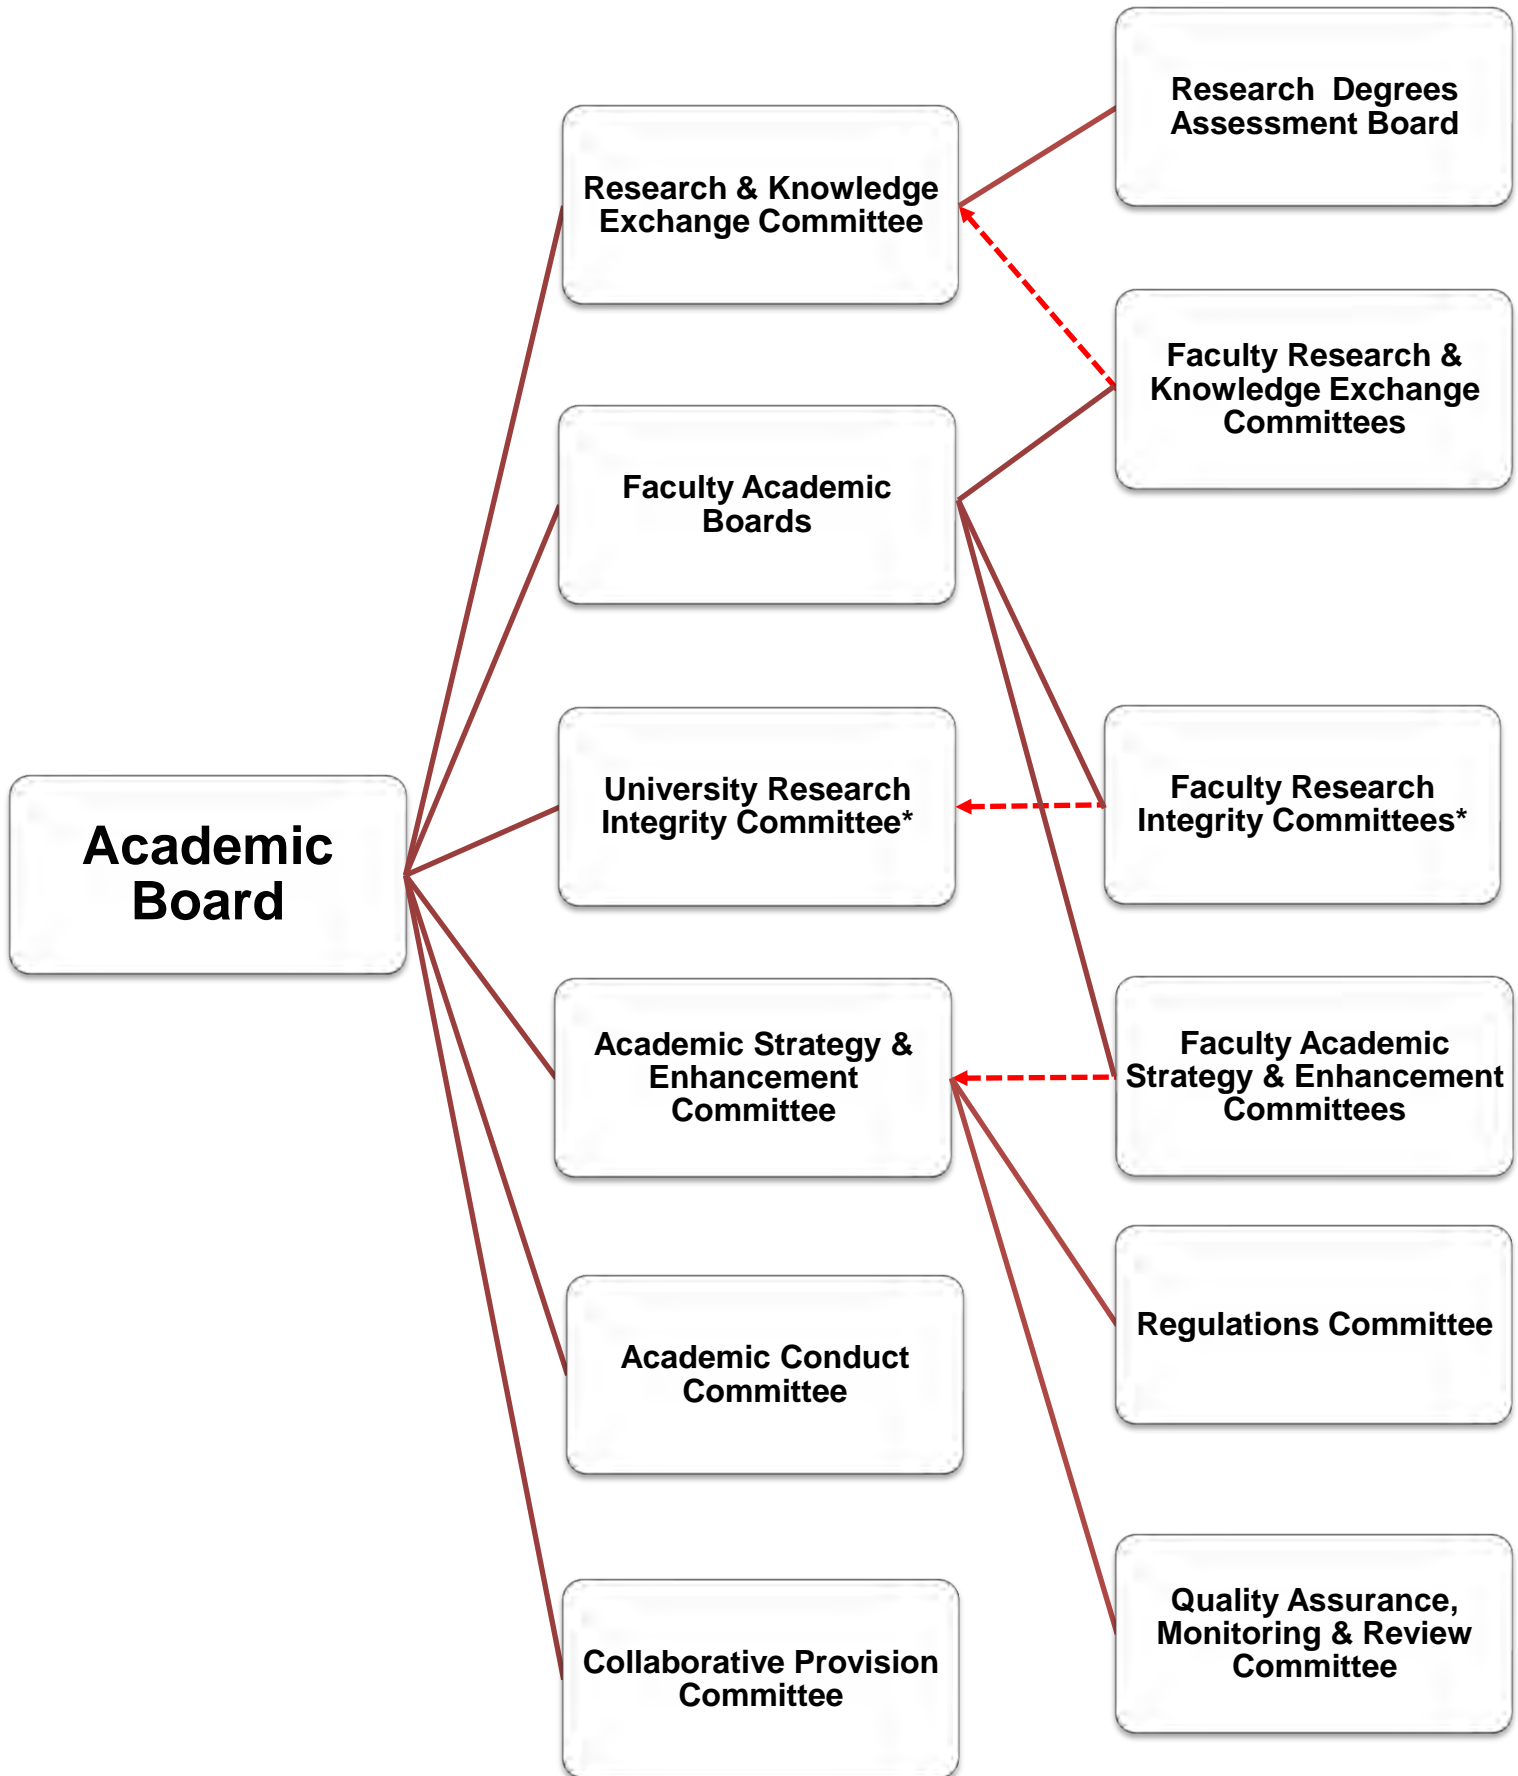 Academic
Board
Research & Knowledge
Exchange Committee
Faculty Academic
Boards
University Research
Integrity Committee*
Academic Strategy &
Enhancement
Committee
Academic Conduct
Committee
Collaborative Provision
Committee
Research Degrees
Assessment Board
Faculty Research &
Knowledge Exchange
Committees
Faculty Research
Integrity Committees*
Faculty Academic
Strategy & Enhancement
Committees
Regulations Committee
Quality Assurance,
Monitoring & Review
Committee